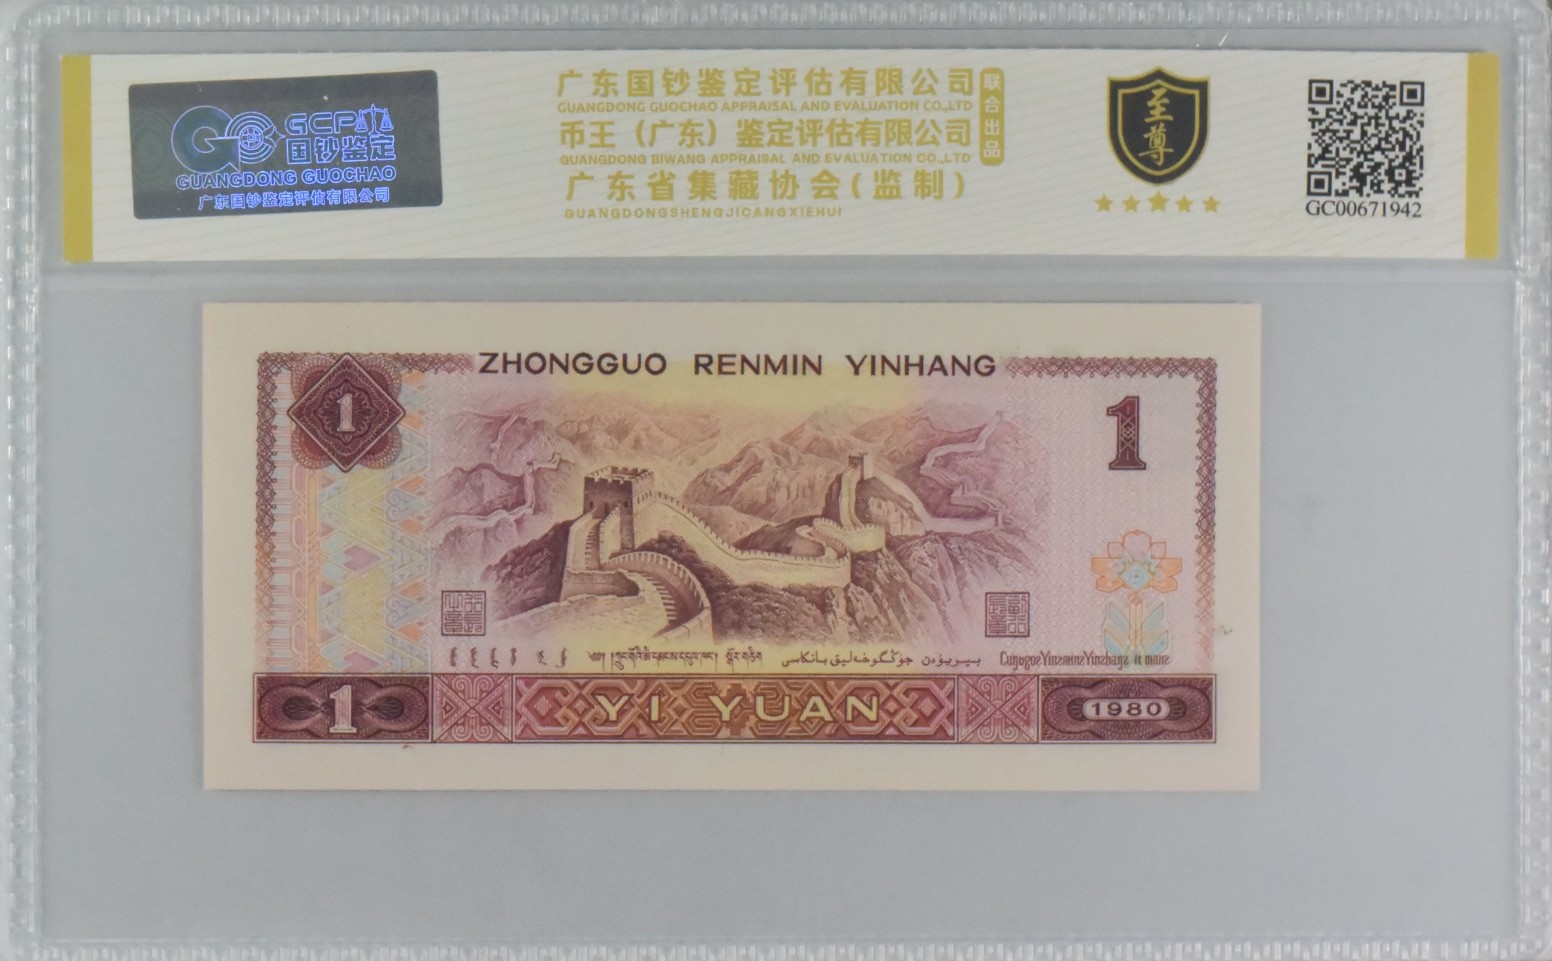 GCP
国钞鉴定
GUANGDONG GUOCHAO
广东国钞鉴定评估有限公司
广东国钞鉴定评估有限公司
GUANGDONG GUOCHAO APPRAISAL AND EVALUATION CO.,LTD
币王（广东）鉴定评估有限公司
GUANGDONG BIWANG APPRAISAL AND EVALUATION CO.,LTD
广东省集藏协会(监制)
GUANGDONGSHENGJICANGXIEHUI
联合出品
至尊
GC00671942
ZHONGGUO RENMIN YINHANG
1
1
1
YI YUAN
1980